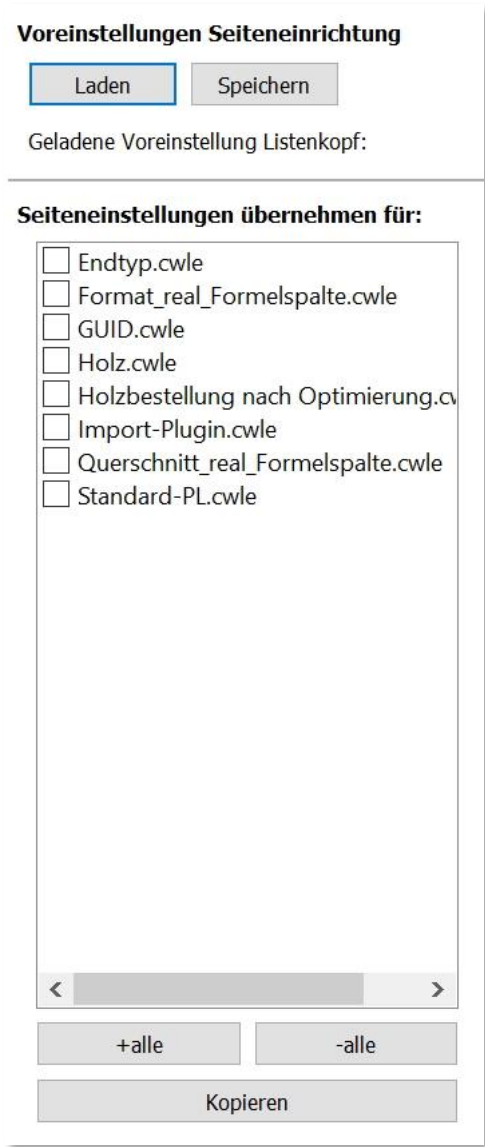 Voreinstellungen Seiteneinrichtung
Laden Speichern
Geladene Voreinstellung Listenkopf:
Seiteneinstellungen übernehmen für:
Endtyp.cwle
Format_real_Formelspalte.cwle
GUID.cwle
Holz.cwle
Holzbestellung nach Optimierung.cw
Import-Plugin.cwle
Querschnitt_real_Formelspalte.cwle
Standard-PL.cwle
+alle -alle
Kopieren